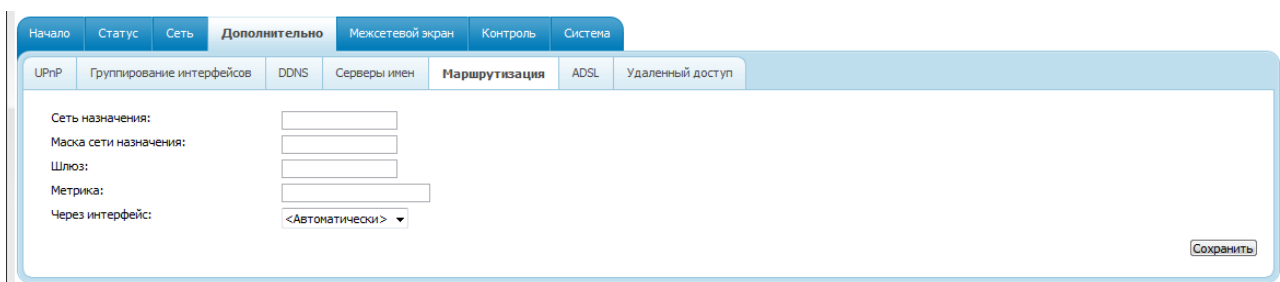 Начало Статус Сеть Дополнительно Межсетевой экран Контроль Система
UPnP Группирование интерфейсов DDNS Серверы имен Маршрутизация ADSL Удаленный доступ
Сеть назначения:
Маска сети назначения:
Шлюз:
Метрика:
Через интерфейс: <Автоматически>
Сохранить